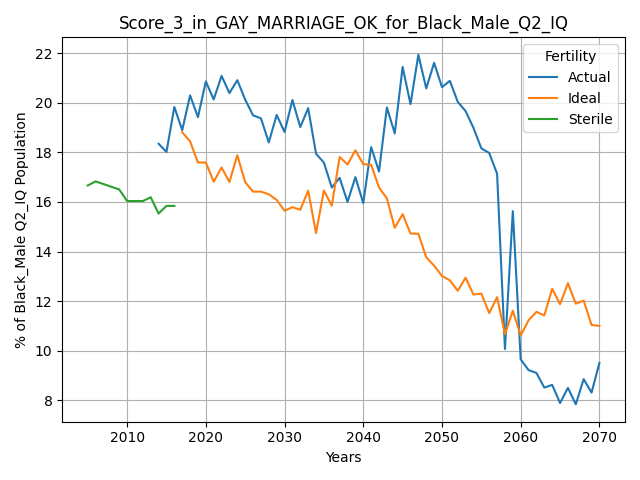 Score_3_in_GAY_MARRIAGE_OK_for_Black_Male_Q2_IQ
% of Black_Male Q2_IQ Population
22
20
18
16
14
12
10
8
Fertility
Actual
Ideal
Sterile
2010 2020 2030 2040 2050 2060 2070
Years